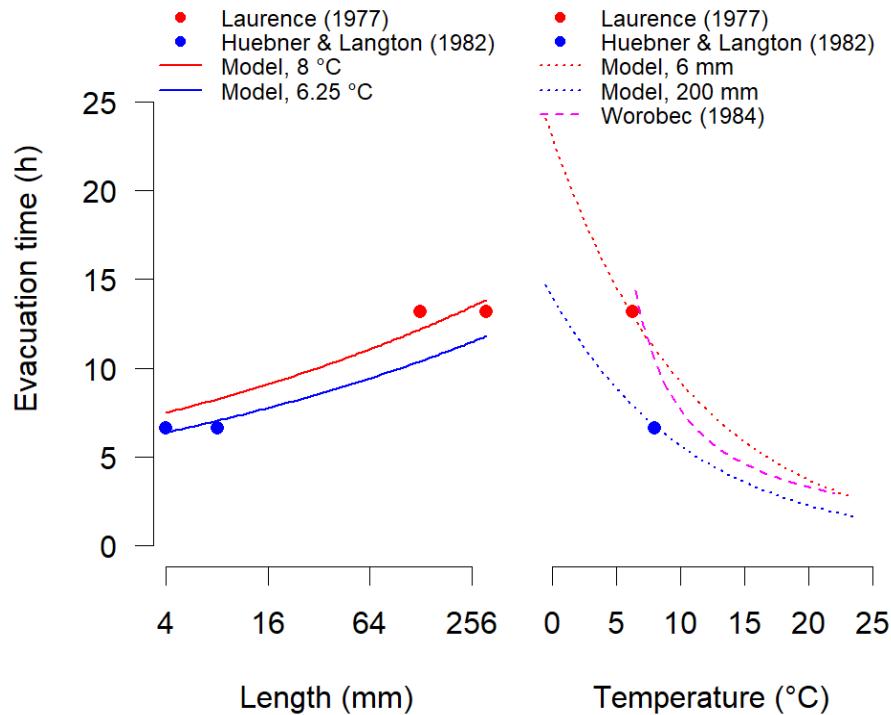 Laurence (1977)
Huebner & Langton (1982)
Model, 8 °C
Model, 6.25 °C
Laurence (1977)
Huebner & Langton (1982)
Model, 6 mm
Model, 200 mm
Worobec (1984)
Evacuation time (h)
25
20
15
10
5
0
4 16 64 256
0 5 10 15 20 25
Length (mm)
Temperature (°C)